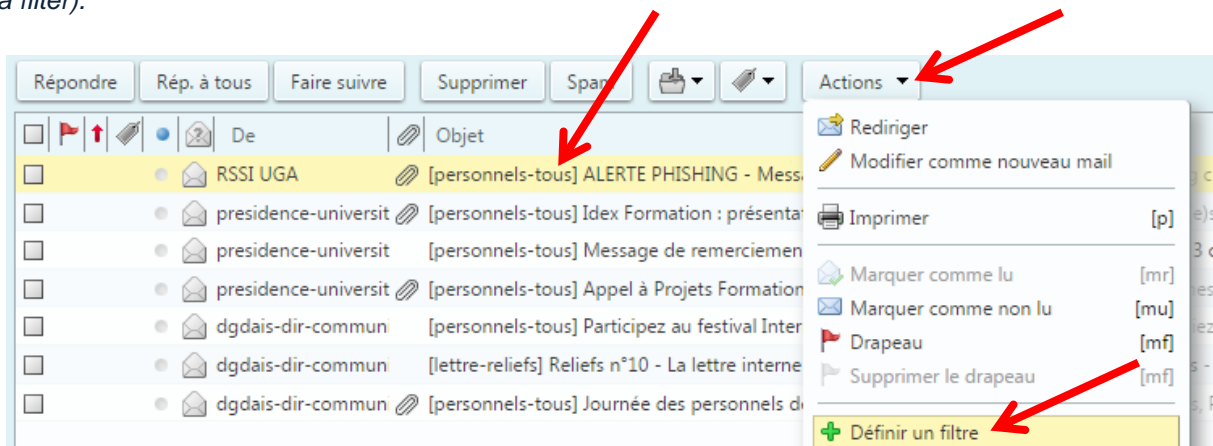 a filter).
Répondre Rép. à tous Faire suivre Supprimer Spam Actions
De Objet
Rediriger
Modifier comme nouveau mail
RSSI UGA [personnels-tous] ALERTE PHISHING - Mess
presidence-universit [personnels-tous] Idex Formation : présenta
Imprimer [p]
presidence-universit [personnels-tous] Message de remerciemen
presidence-universit [personnels-tous] Appel à Projets Formation
Marquer comme lu [mr]
Marquer comme non lu [mu]
dgdais-dir-communi [personnels-tous] Participez au festival Inter
Drapeau [mf]
dgdais-dir-communi [lettre-reliefs] Reliefs n°10 - La lettre interne
Supprimer le drapeau [mf]
dgdais-dir-communi [personnels-tous] Journée des personnels d
Définir un filtre